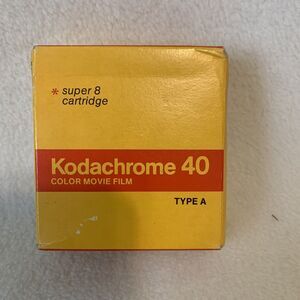 * super 8
cartridge
Kodachrome 40
COLOR MOVIE FILM
TYPE A